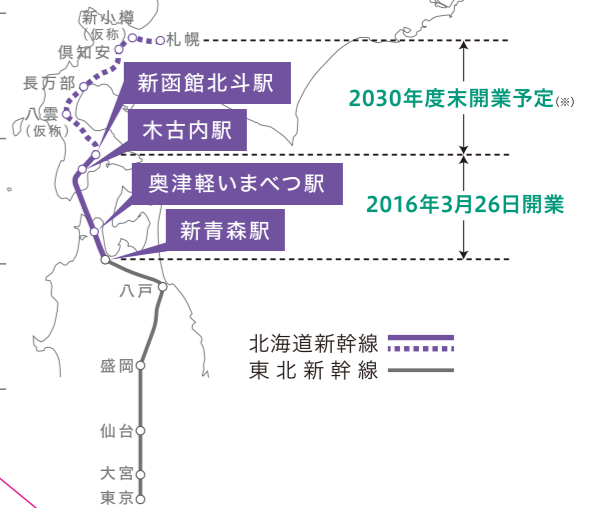 新小樽
（仮称）
札幌
倶知安
長万部
八雲
（仮称）
新函館北斗駅
木古内駅
奥津軽いまべつ駅
新青森駅
2030年度末開業予定(※)
2016年3月26日開業
八戸
盛岡
仙台
大宮
東京
北海道新幹線
東北新幹線